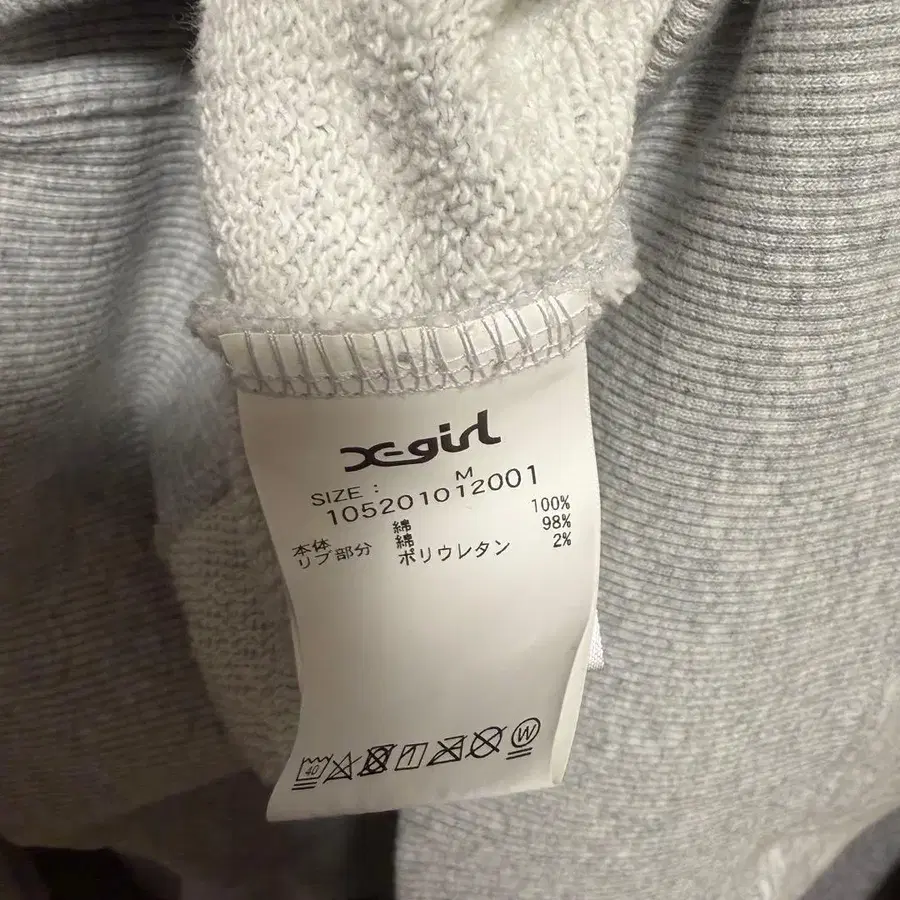 X-girl
SIZE : M
105201012001
本体 綿 100%
リブ部分 綿 98%
ポリウレタン 2%
40
W